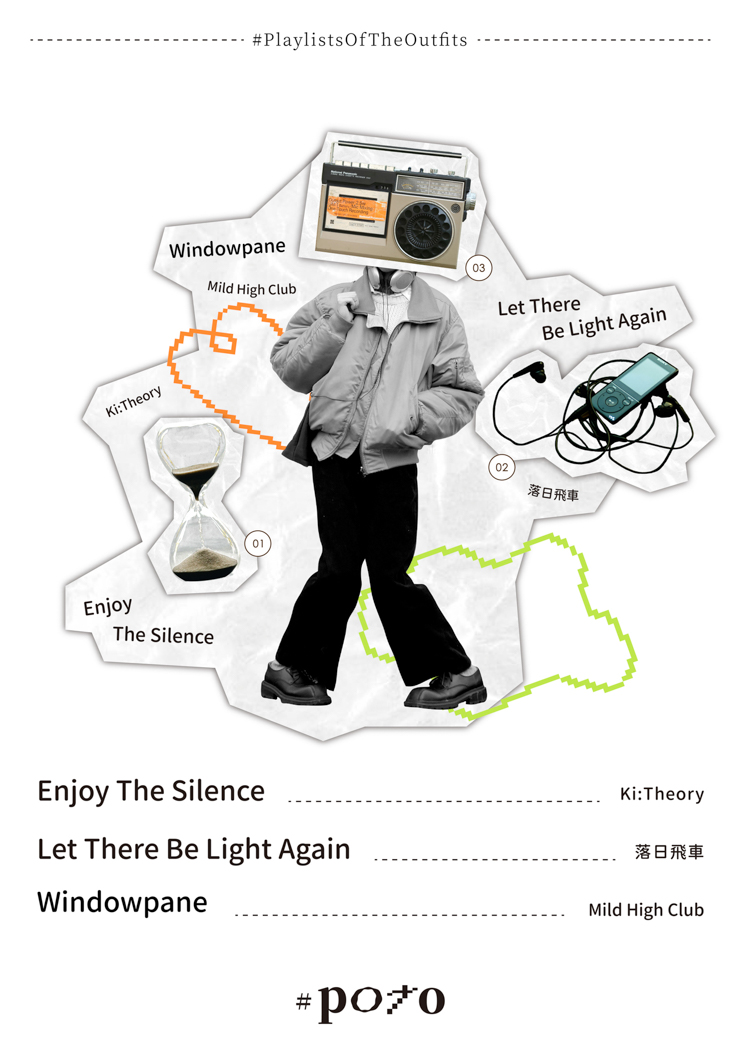 #PlaylistsOfTheOutfits
Windowpane
Mild High Club
03
Let There
Be Light Again
Ki:Theory
02
落日飛車
01
Enjoy
The Silence
Enjoy The Silence
Ki:Theory
Let There Be Light Again
落日飛車
Windowpane
Mild High Club